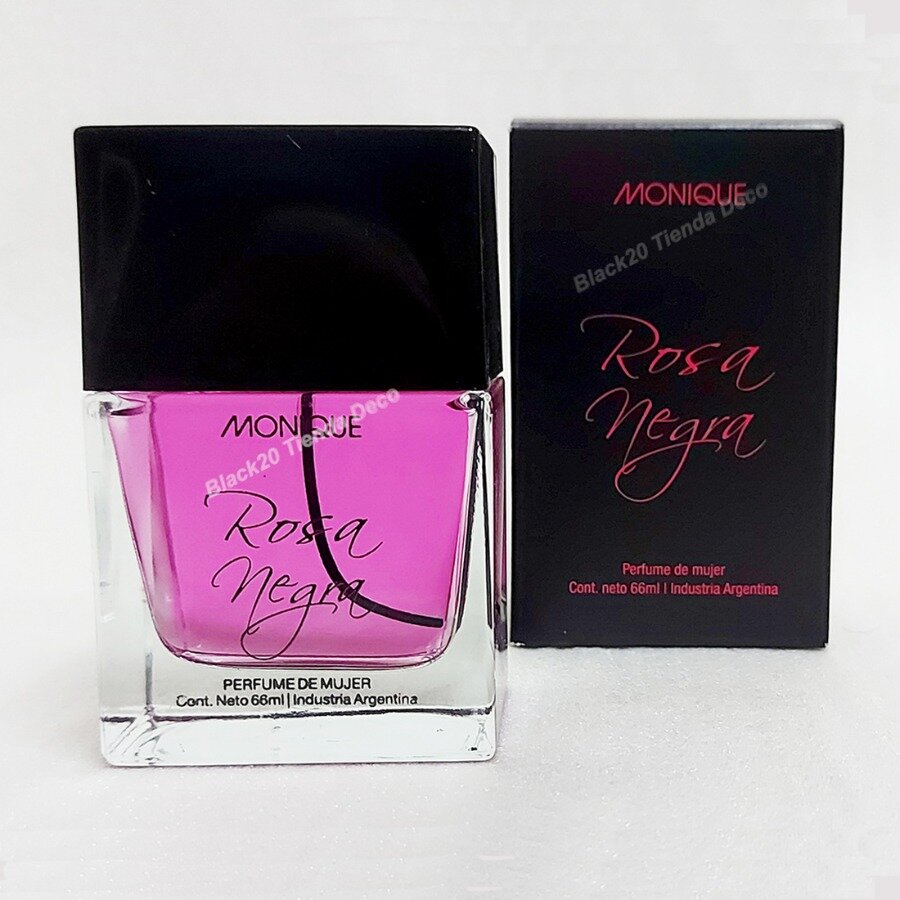 MONIQUE
Black20 Tienda Deco
Rosa
Negra
PERFUME DE MUJER
Cont. Neto 66ml | Industria Argentina
MONIQUE
Black20 Tienda Deco
Rosa
Negra
Perfume de mujer
Cont. neto 66ml | Industria Argentina